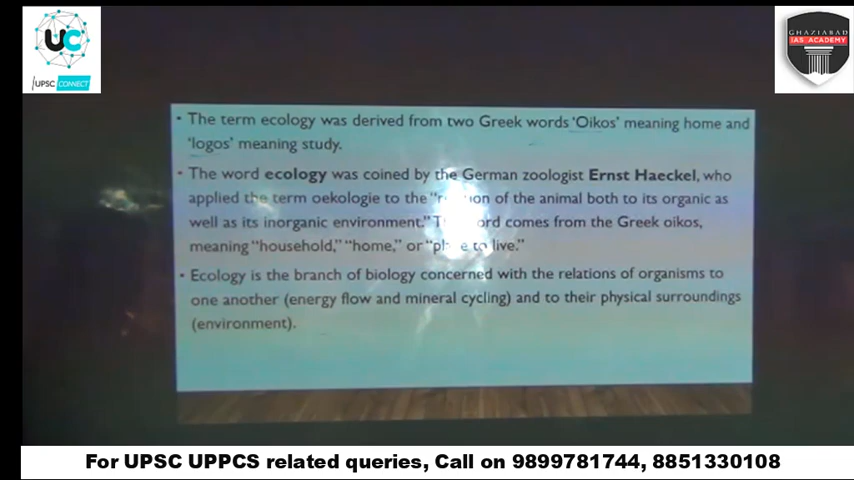 UC
UPSC CONNECT
GHAZIABAD
IAS ACADEMY
• The term ecology was derived from two Greek words 'Oikos' meaning home and
'logos' meaning study.
• The word ecology was coined by the German zoologist Ernst Haeckel, who
applied the term oekologie to the of the animal both to its organic as
well as its inorganic environment." comes from the Greek oikos,
meaning "household," "home," or "place to live."
• Ecology is the branch of biology concerned with the relations of organisms to
one another (energy flow and mineral cycling) and to their physical surroundings
(environment).
For UPSC UPPCS related queries, Call on 9899781744, 8851330108